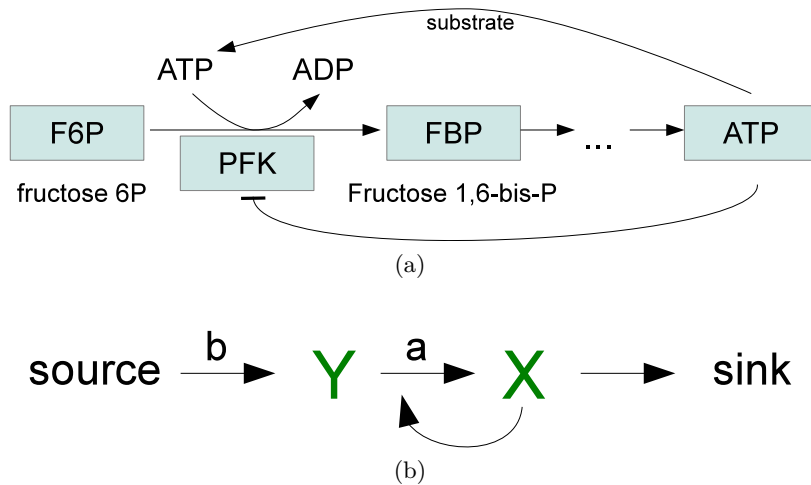 substrate
ATP ADP
F6P FBP ... ATP
PFK
fructose 6P Fructose 1,6-bis-P
(a)
source b Y a X sink
(b)